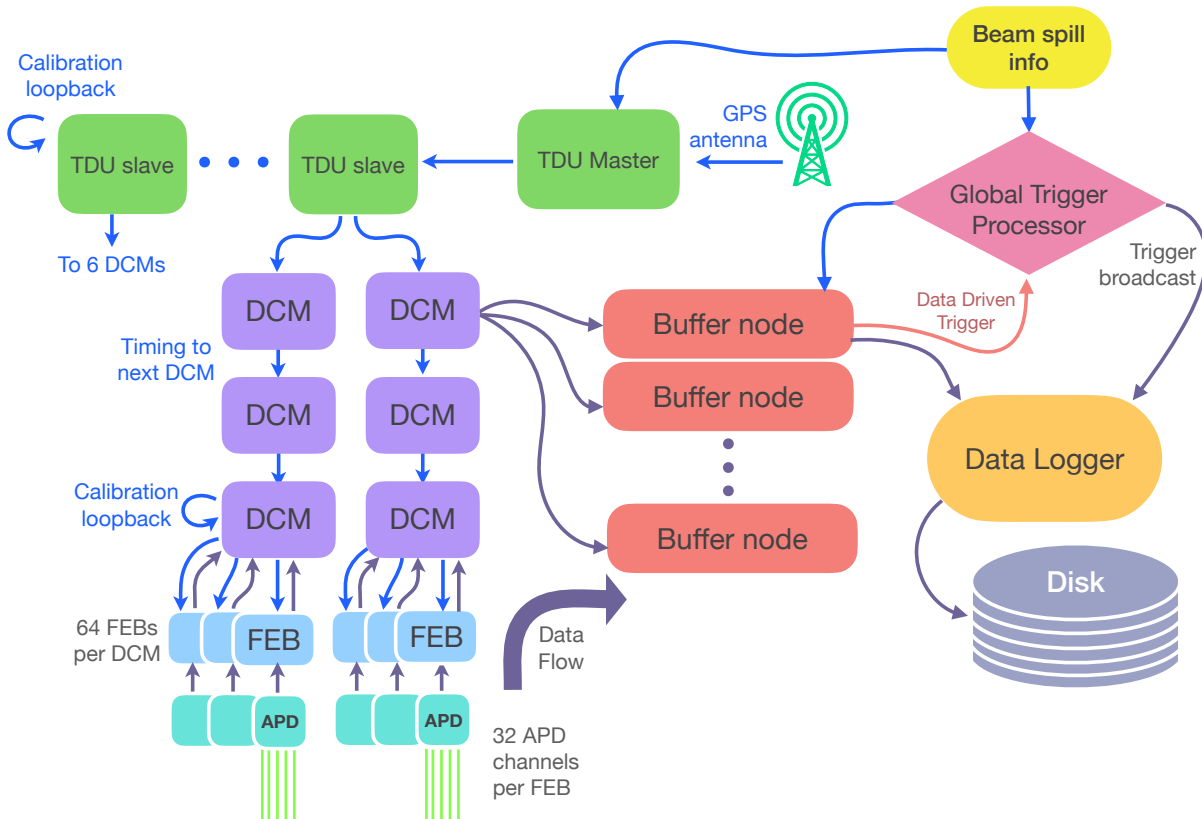 Beam spill
info
Calibration
loopback
GPS
antenna
TDU slave
TDU slave
TDU Master
Global Trigger
Processor
To 6 DCMs
Trigger
broadcast
DCM
DCM
Data Driven
Trigger
Buffer node
Timing to
next DCM
DCM
DCM
Buffer node
Data Logger
Calibration
loopback
DCM
DCM
Buffer node
Disk
64 FEBs
per DCM
FEB
FEB
Data
Flow
APD
APD
32 APD
channels
per FEB